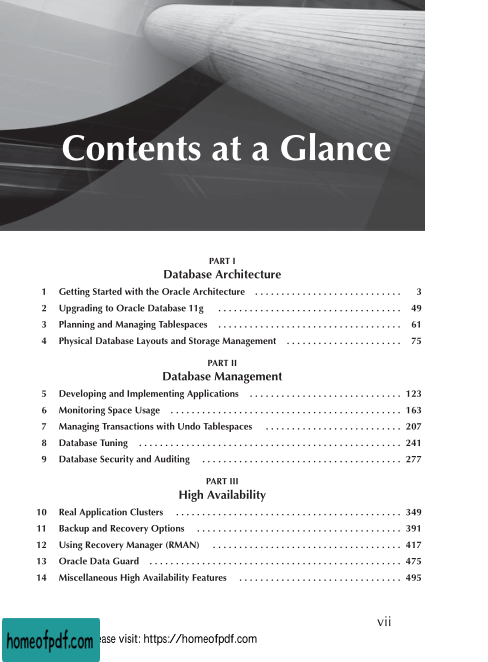 Contents at a Glance
PART I
Database Architecture
1 Getting Started with the Oracle Architecture . . . . . . . . . . . . . . . . . . . . . . . . . . . . 3
2 Upgrading to Oracle Database 11g . . . . . . . . . . . . . . . . . . . . . . . . . . . . . . . . . . . 49
3 Planning and Managing Tablespaces . . . . . . . . . . . . . . . . . . . . . . . . . . . . . . . . . . . 61
4 Physical Database Layouts and Storage Management . . . . . . . . . . . . . . . . . . . . . . 75
PART II
Database Management
5 Developing and Implementing Applications . . . . . . . . . . . . . . . . . . . . . . . . . . . . . 123
6 Monitoring Space Usage . . . . . . . . . . . . . . . . . . . . . . . . . . . . . . . . . . . . . . . . . . . . 163
7 Managing Transactions with Undo Tablespaces . . . . . . . . . . . . . . . . . . . . . . . . . . 207
8 Database Tuning . . . . . . . . . . . . . . . . . . . . . . . . . . . . . . . . . . . . . . . . . . . . . . . . . . 241
9 Database Security and Auditing . . . . . . . . . . . . . . . . . . . . . . . . . . . . . . . . . . . . . . 277
PART III
High Availability
10 Real Application Clusters . . . . . . . . . . . . . . . . . . . . . . . . . . . . . . . . . . . . . . . . . . . 349
11 Backup and Recovery Options . . . . . . . . . . . . . . . . . . . . . . . . . . . . . . . . . . . . . . . 391
12 Using Recovery Manager (RMAN) . . . . . . . . . . . . . . . . . . . . . . . . . . . . . . . . . . . . 417
13 Oracle Data Guard . . . . . . . . . . . . . . . . . . . . . . . . . . . . . . . . . . . . . . . . . . . . . . . . 475
14 Miscellaneous High Availability Features . . . . . . . . . . . . . . . . . . . . . . . . . . . . . . . 495
vii
homeofpdf.com
visit: https://homeofpdf.com